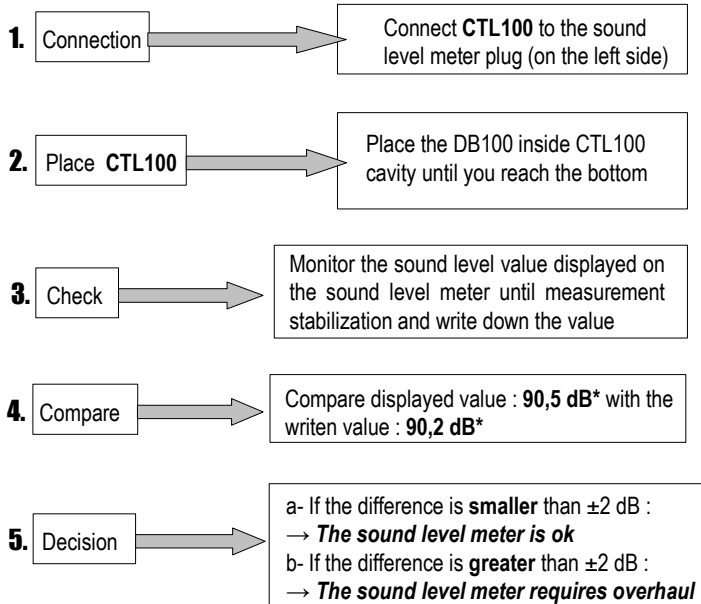 1. Connection
Connect CTL100 to the sound
level meter plug (on the left side)
2. Place CTL100
Place the DB100 inside CTL100
cavity until you reach the bottom
3. Check
Monitor the sound level value displayed on
the sound level meter until measurement
stabilization and write down the value
4. Compare
Compare displayed value : 90,5 dB* with the
writen value : 90,2 dB*
5. Decision
a- If the difference is smaller than ±2 dB :
→ The sound level meter is ok
b- If the difference is greater than ±2 dB :
→ The sound level meter requires overhaul